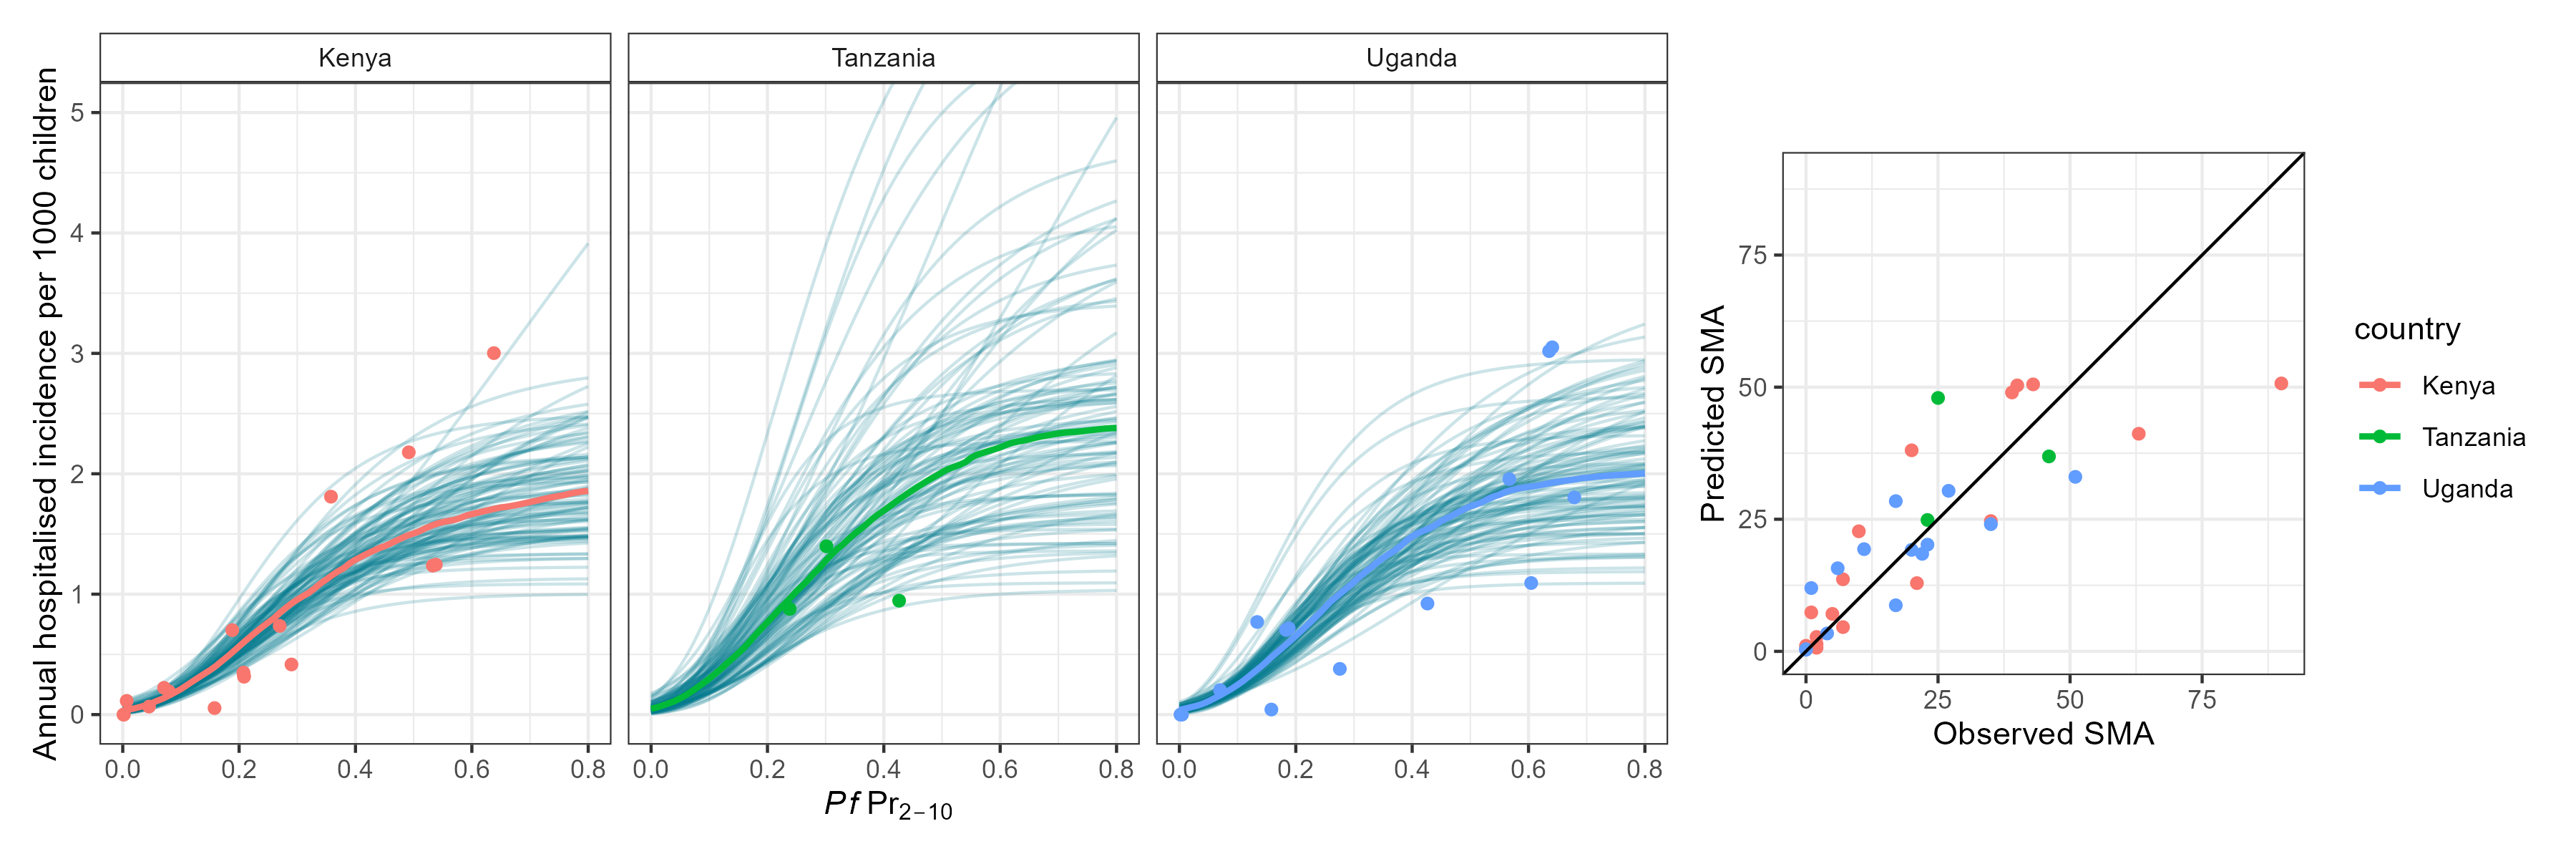 Kenya
Tanzania
Uganda
Annual hospitalised incidence per 1000 children
5
4
3
2
1
0
0.0 0.2 0.4 0.6 0.8
0.0 0.2 0.4 0.6 0.8
0.0 0.2 0.4 0.6 0.8
Pf Pr2−10
Predicted SMA
75
50
25
0
0 25 50 75
Observed SMA
country
Kenya
Tanzania
Uganda